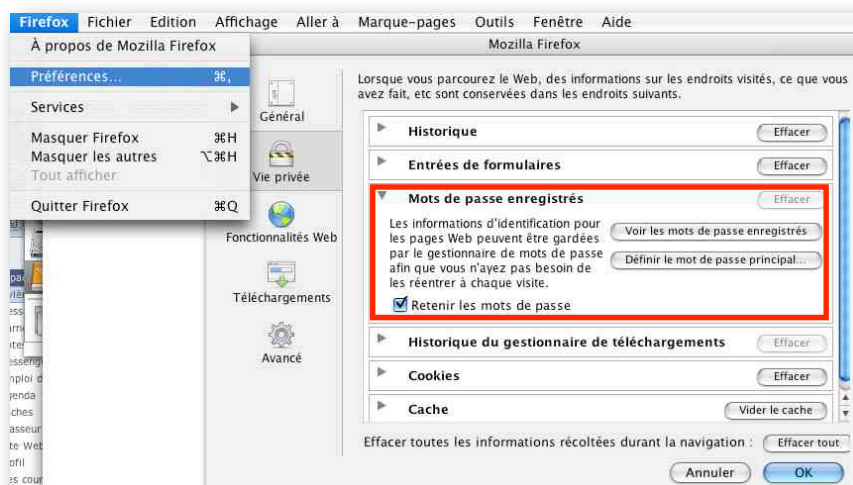 Firefox Fichier Edition Affichage Aller à Marque-pages Outils Fenêtre Aide
À propos de Mozilla Firefox
Préférences... ⌘,
Services
Masquer Firefox ⌘H
Masquer les autres ⌥⌘H
Tout afficher
Quitter Firefox ⌘Q
Mozilla Firefox
Général
Vie privée
Fonctionnalités Web
Téléchargements
Avancé
Lorsque vous parcourez le Web, des informations sur les endroits visités, ce que vous
avez fait, etc sont conservées dans les endroits suivants.
Historique Effacer
Entrées de formulaires Effacer
Mots de passe enregistrés Effacer
Les informations d'identification pour
les pages Web peuvent être gardées
par le gestionnaire de mots de passe
afin que vous n'ayez pas besoin de
les réentrer à chaque visite.
Voir les mots de passe enregistrés
Définir le mot de passe principal...
Retenir les mots de passe
Historique du gestionnaire de téléchargements Effacer
Cookies Effacer
Cache Vider le cache
Effacer toutes les informations récoltées durant la navigation : Effacer tout
Annuler OK